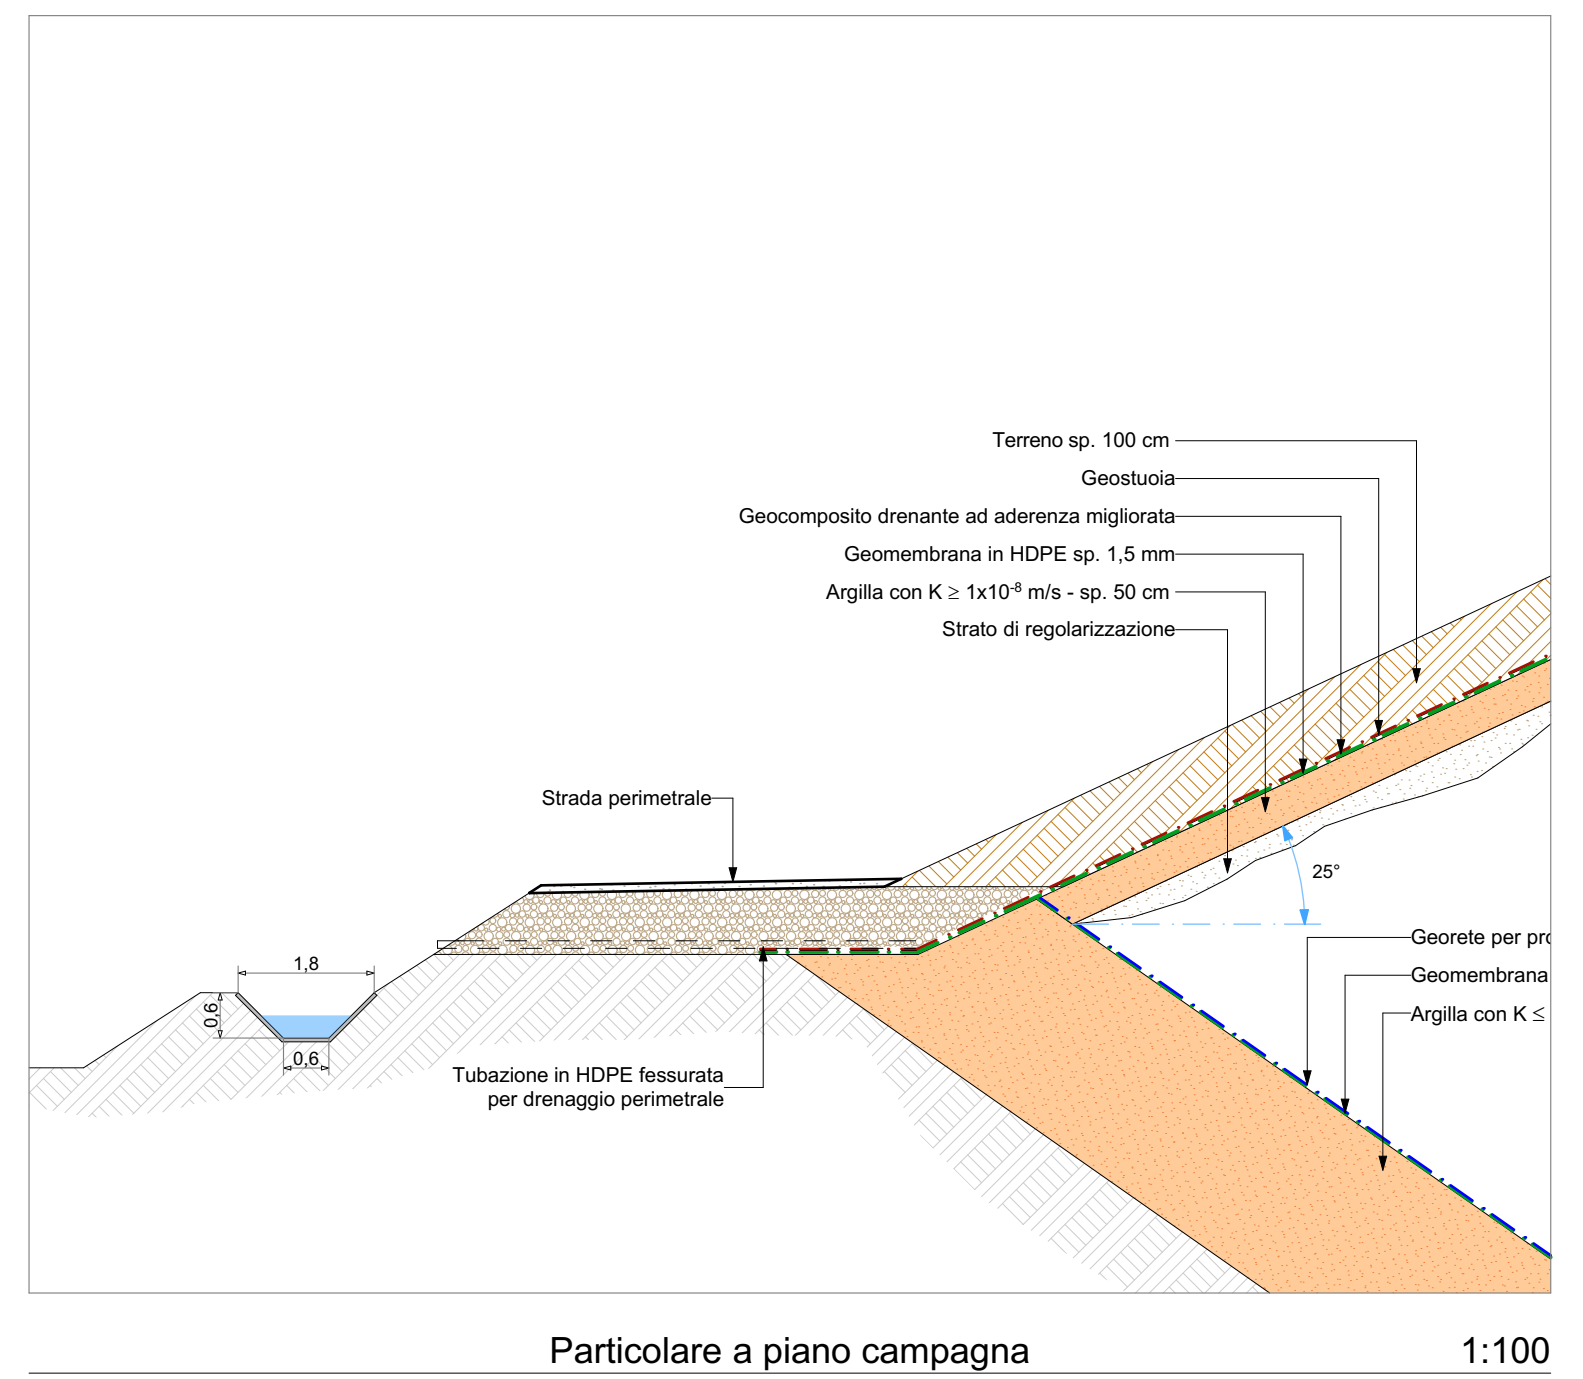 Terreno sp. 100 cm
Geostuoia
Geocomposito drenante ad aderenza migliorata
Geomembrana in HDPE sp. 1,5 mm
Argilla con K ≥ 1x10⁻⁸ m/s - sp. 50 cm
Strato di regolarizzazione
Strada perimetrale
25°
Georete per
Geomembrana
Argilla con K ≤
1,8
0,6
0,6
Tubazione in HDPE fessurata
per drenaggio perimetrale
Particolare a piano campagna
1:100